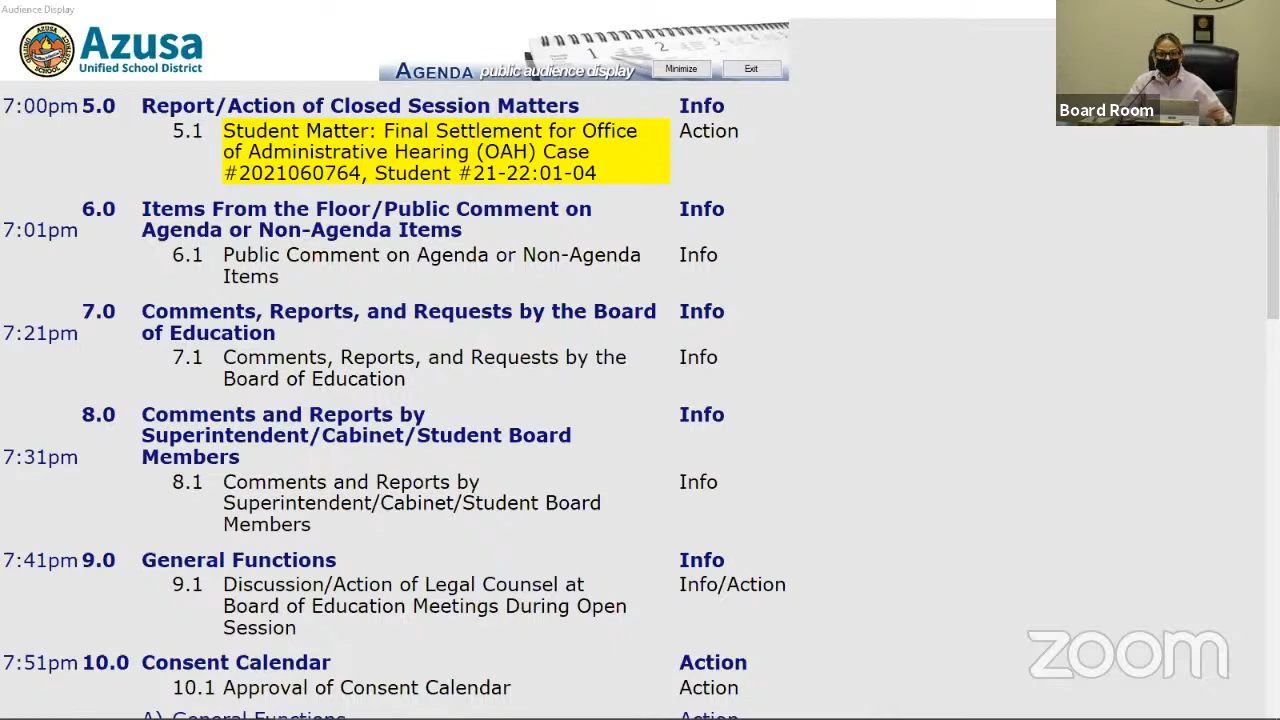 Audience Display
Azusa
Unified School District
AGENDA public audience display
Minimize
Exit
Board Room
7:00pm 5.0 Report/Action of Closed Session Matters Info
5.1 Student Matter: Final Settlement for Office Action
of Administrative Hearing (OAH) Case
#2021060764, Student #21-22:01-04
6.0 Items From the Floor/Public Comment on Info
7:01pm Agenda or Non-Agenda Items
6.1 Public Comment on Agenda or Non-Agenda Info
Items
7.0 Comments, Reports, and Requests by the Board Info
7:21pm of Education
7.1 Comments, Reports, and Requests by the Info
Board of Education
8.0 Comments and Reports by Info
Superintendent/Cabinet/Student Board
7:31pm Members
8.1 Comments and Reports by Info
Superintendent/Cabinet/Student Board
Members
7:41pm 9.0 General Functions Info
9.1 Discussion/Action of Legal Counsel at Info/Action
Board of Education Meetings During Open
Session
7:51pm 10.0 Consent Calendar Action
10.1 Approval of Consent Calendar Action
A) General Functions Action
zoom